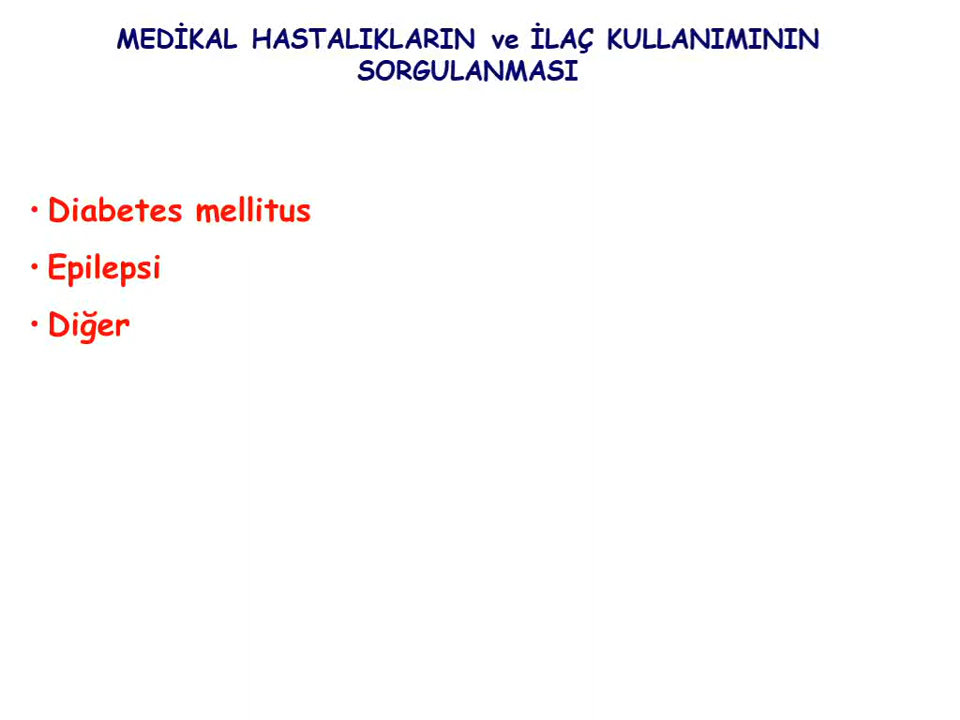 MEDİKAL HASTALIKLARIN ve İLAÇ KULLANIMININ
SORGULANMASI
• Diabetes mellitus
• Epilepsi
• Diğer